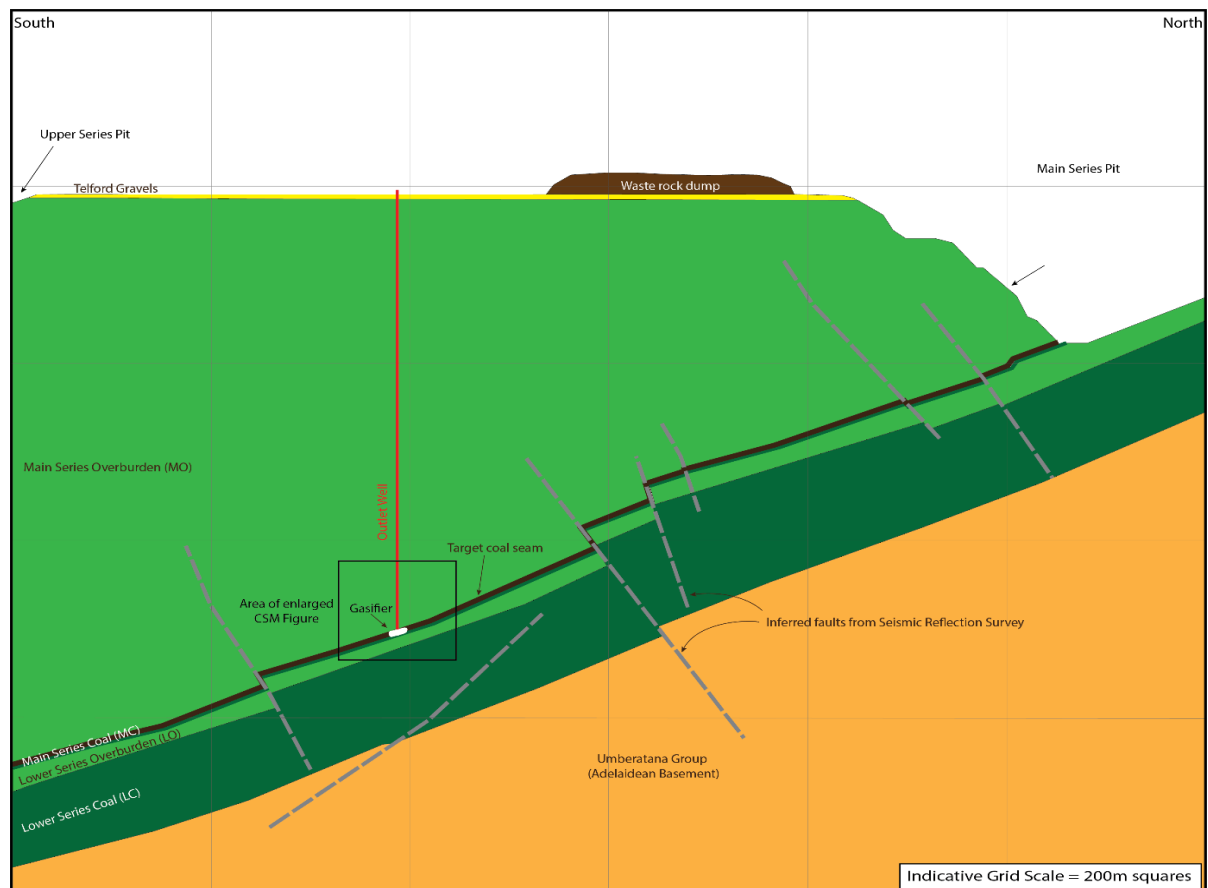 South
North
Upper Series Pit
Main Series Pit
Telford Gravels
Waste rock dump
Main Series Overburden (MO)
Outlet Well
Target coal seam
Area of enlarged
CSM Figure
Gasifier
Inferred faults from Seismic Reflection Survey
Main Series Coal (MC)
Lower Series Overburden (LO)
Lower Series Coal (LC)
Umberatana Group
(Adelaidean Basement)
Indicative Grid Scale = 200m squares